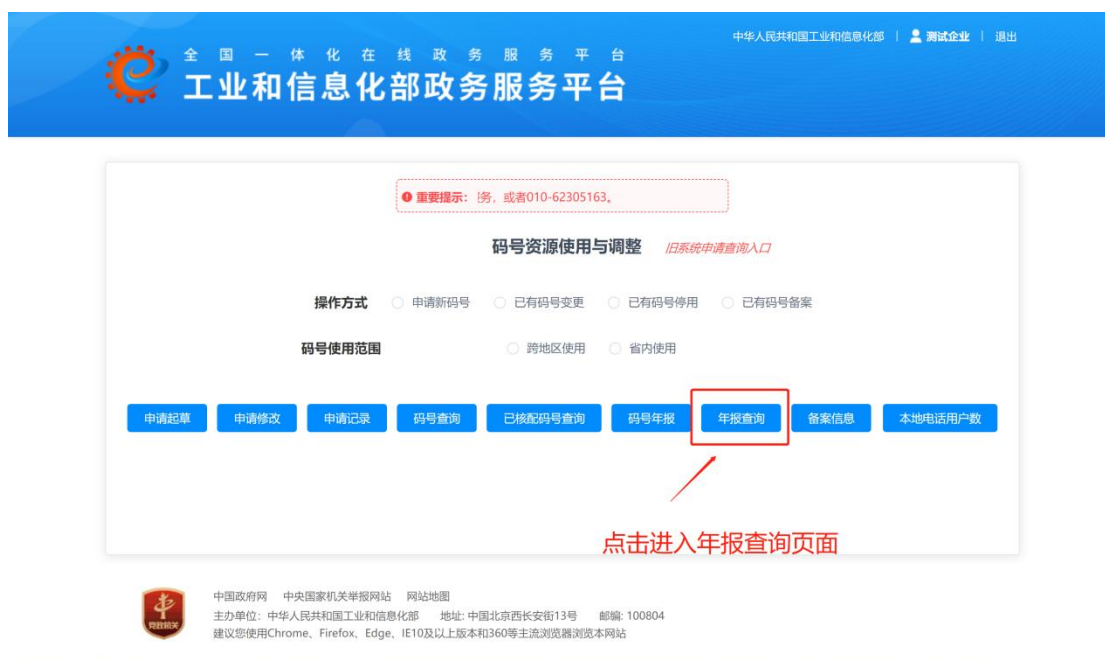 中华人民共和国工业和信息化部 | 测试企业 | 退出
全国一体化在线政务服务平台
工业和信息化部政务服务平台
重要提示： 务，或者010-62305163。
码号资源使用与调整 旧系统申请查询入口
操作方式 申请新码号 已有码号变更 已有码号停用 已有码号备案
码号使用范围 跨地区使用 省内使用
申请起草 申请修改 申请记录 码号查询 已核配码号查询 码号年报 年报查询 备案信息 本地电话用户数
点击进入年报查询页面
中国政府网 中央国家机关举报网站 网站地图
主办单位：中华人民共和国工业和信息化部 地址: 中国北京西长安街13号 邮编: 100804
建议您使用Chrome、Firefox、Edge、IE10及以上版本和360等主流浏览器浏览本网站
党政机关